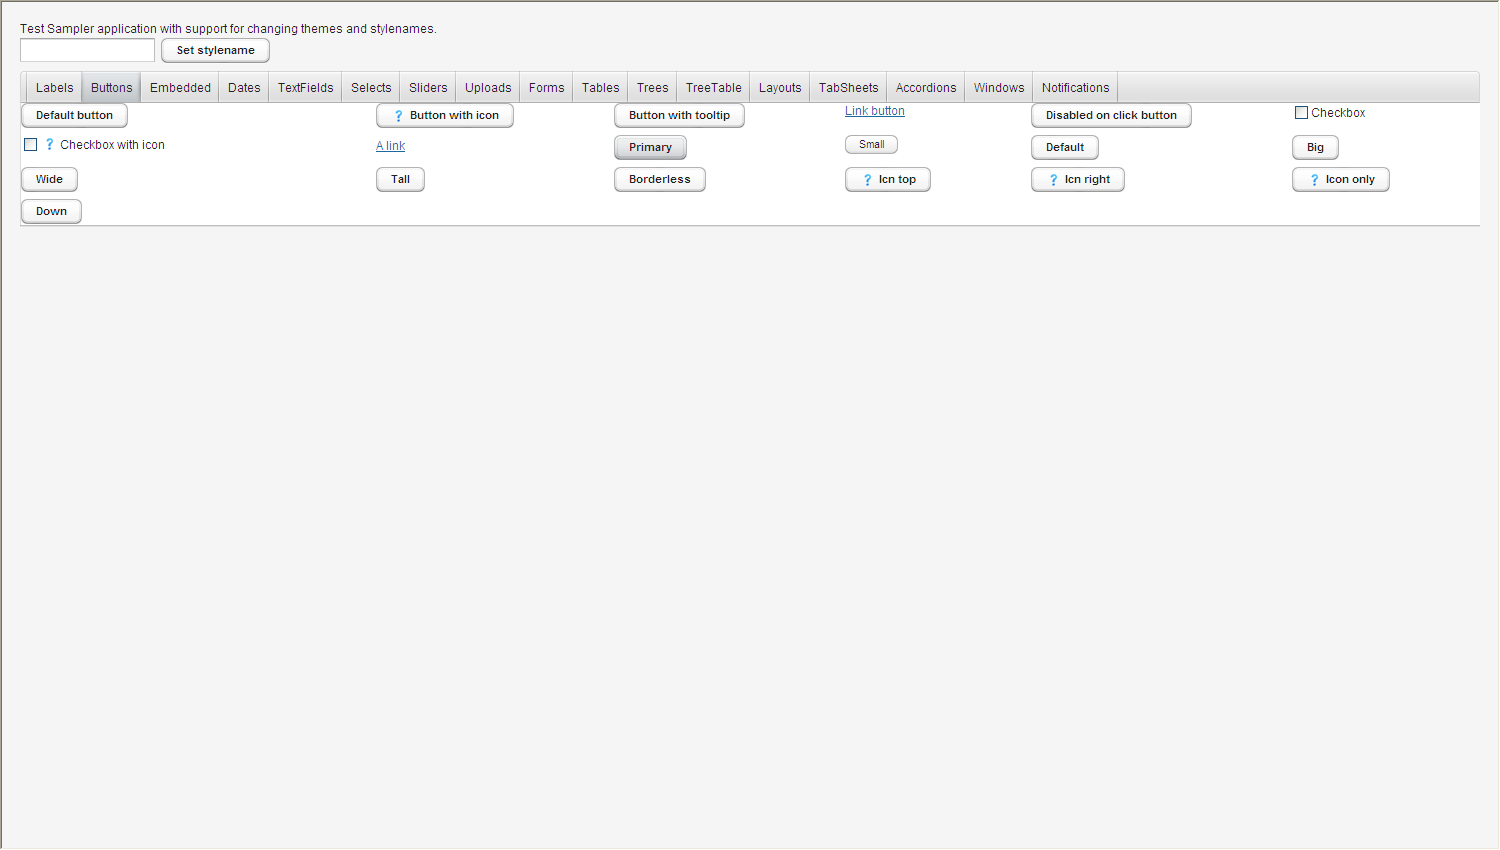 Test Sampler application with support for changing themes and stylenames.
Set stylename
Labels Buttons Embedded Dates TextFields Selects Sliders Uploads Forms Tables Trees TreeTable Layouts TabSheets Accordions Windows Notifications
Default button ? Button with icon Button with tooltip Link button Disabled on click button Checkbox
? Checkbox with icon A link Primary Small Default Big
Wide Tall Borderless ? Icn top ? Icn right ? Icon only
Down